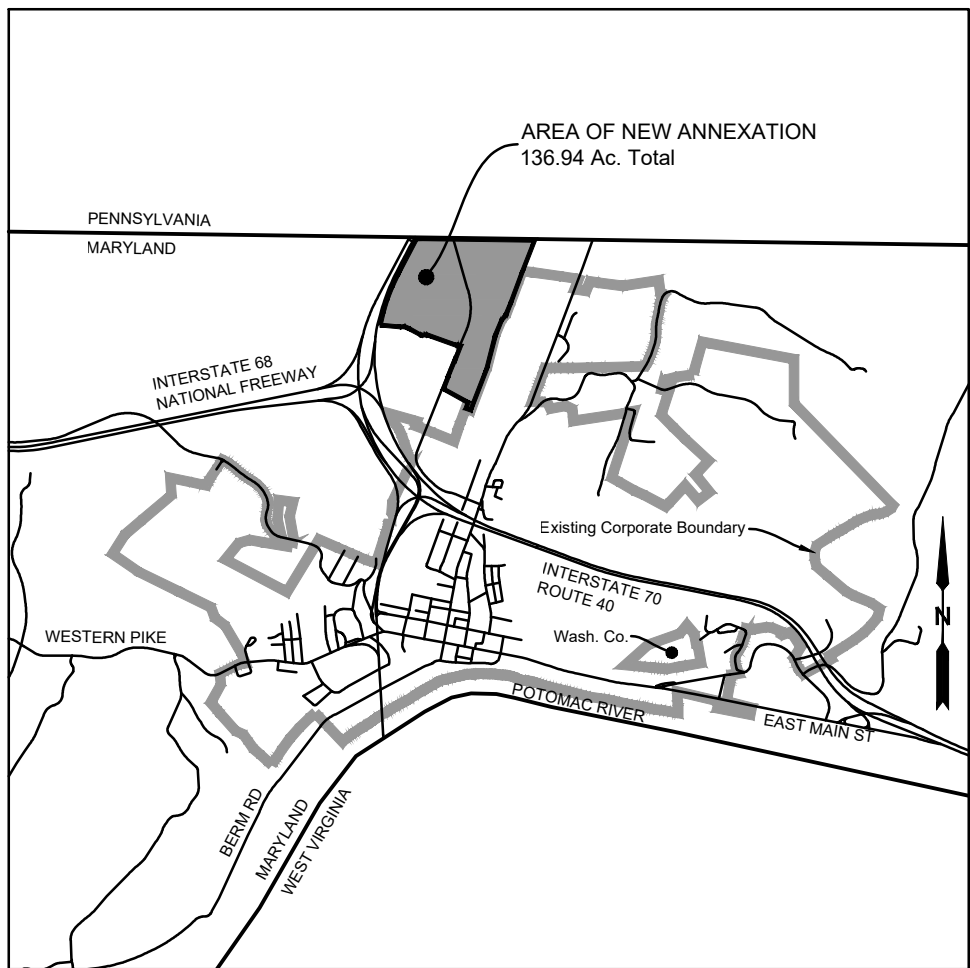 AREA OF NEW ANNEXATION
136.94 Ac. Total
PENNSYLVANIA
MARYLAND
INTERSTATE 68
NATIONAL FREEWAY
Existing Corporate Boundary
INTERSTATE 70
ROUTE 40
N
WESTERN PIKE
Wash. Co.
POTOMAC RIVER
EAST MAIN ST
BERM RD
MARYLAND
WEST VIRGINIA